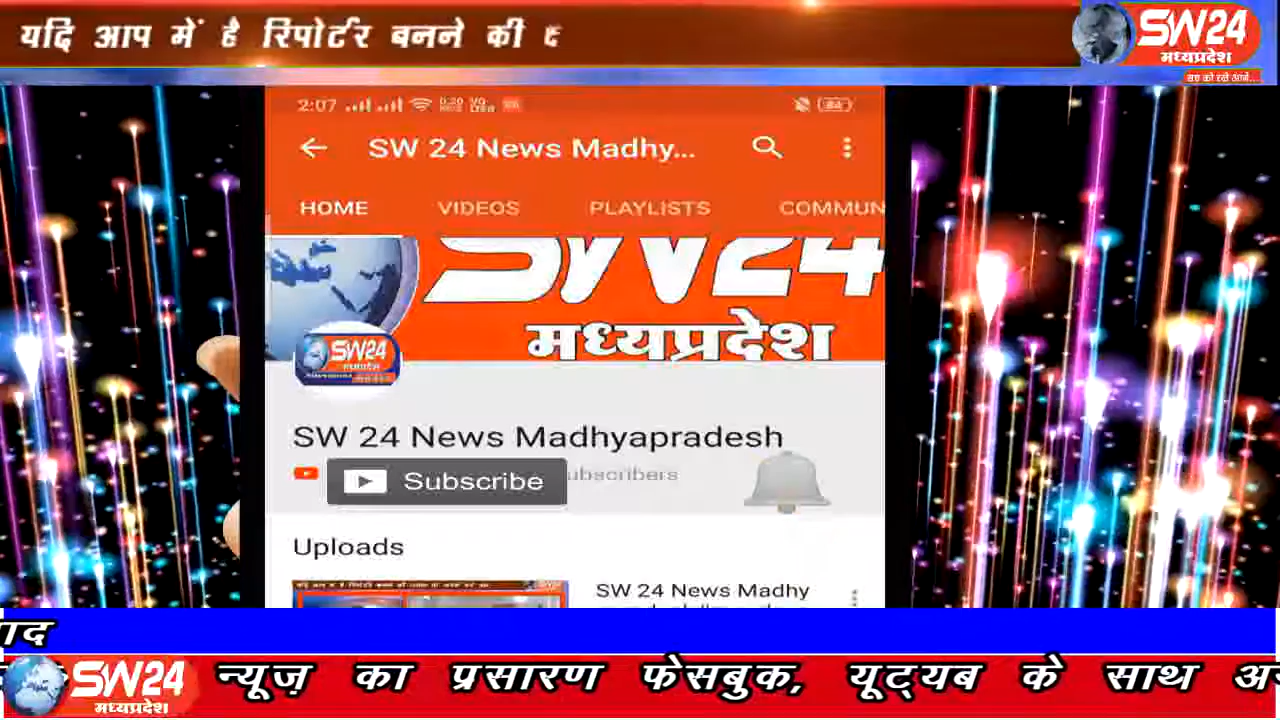 यदि आप में है रिपोर्टर बनने की
SW24
मध्यप्रदेश
2:07
SW 24 News Madhy...
HOME VIDEOS PLAYLISTS COMMUN
SW24
मध्यप्रदेश
SW24
SW 24 News Madhyapradesh
Subscribe ubscribers
Uploads
SW 24 News Madhy
ाद
SW24
मध्यप्रदेश
न्यूज़ का प्रसारण फेसबुक, यूट्यब के साथ